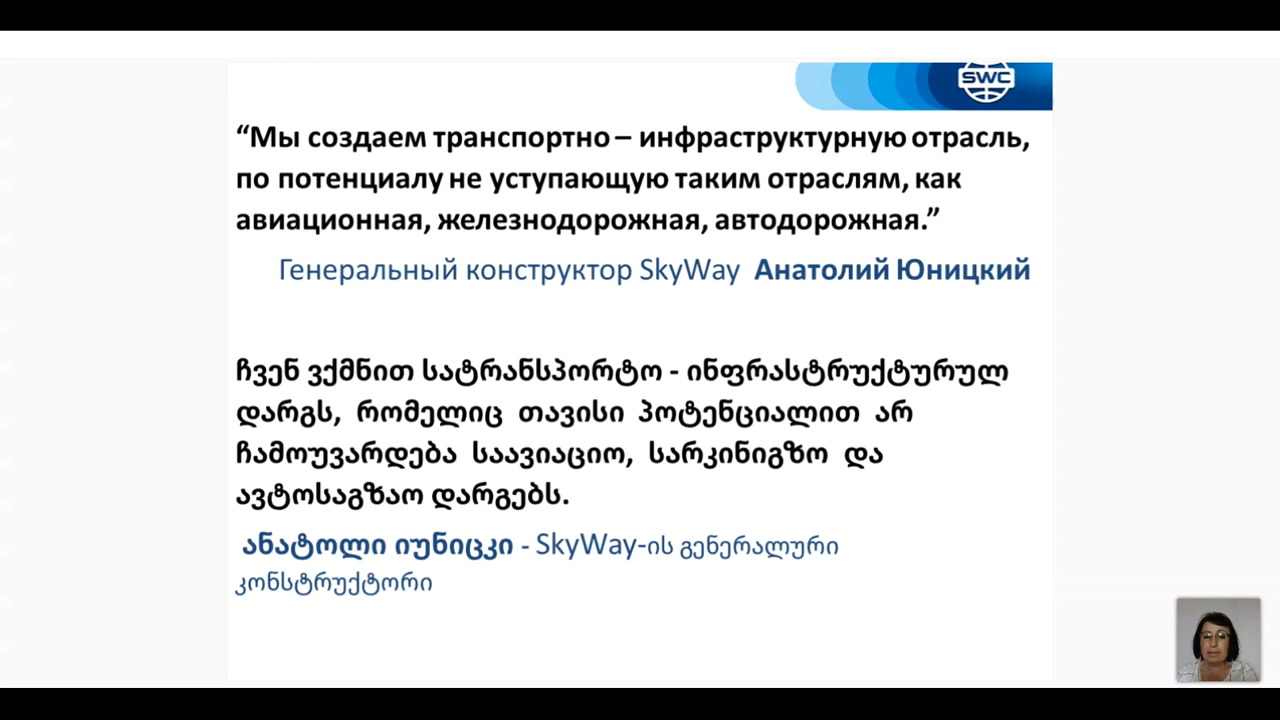 SWC
“Мы создаем транспортно – инфраструктурную отрасль,
по потенциалу не уступающую таким отраслям, как
авиационная, железнодорожная, автодорожная.”
Генеральный конструктор SkyWay Анатолий Юницкий
ჩვენ ვქმნით სატრანსპორტო - ინფრასტრუქტურულ
დარგს, რომელიც თავისი პოტენციალით არ
ჩამოუვარდება საავიაციო, სარკინიგზო და
ავტოსაგზაო დარგებს.
ანატოლი იუნიცკი - SkyWay-ის გენერალური
კონსტრუქტორი